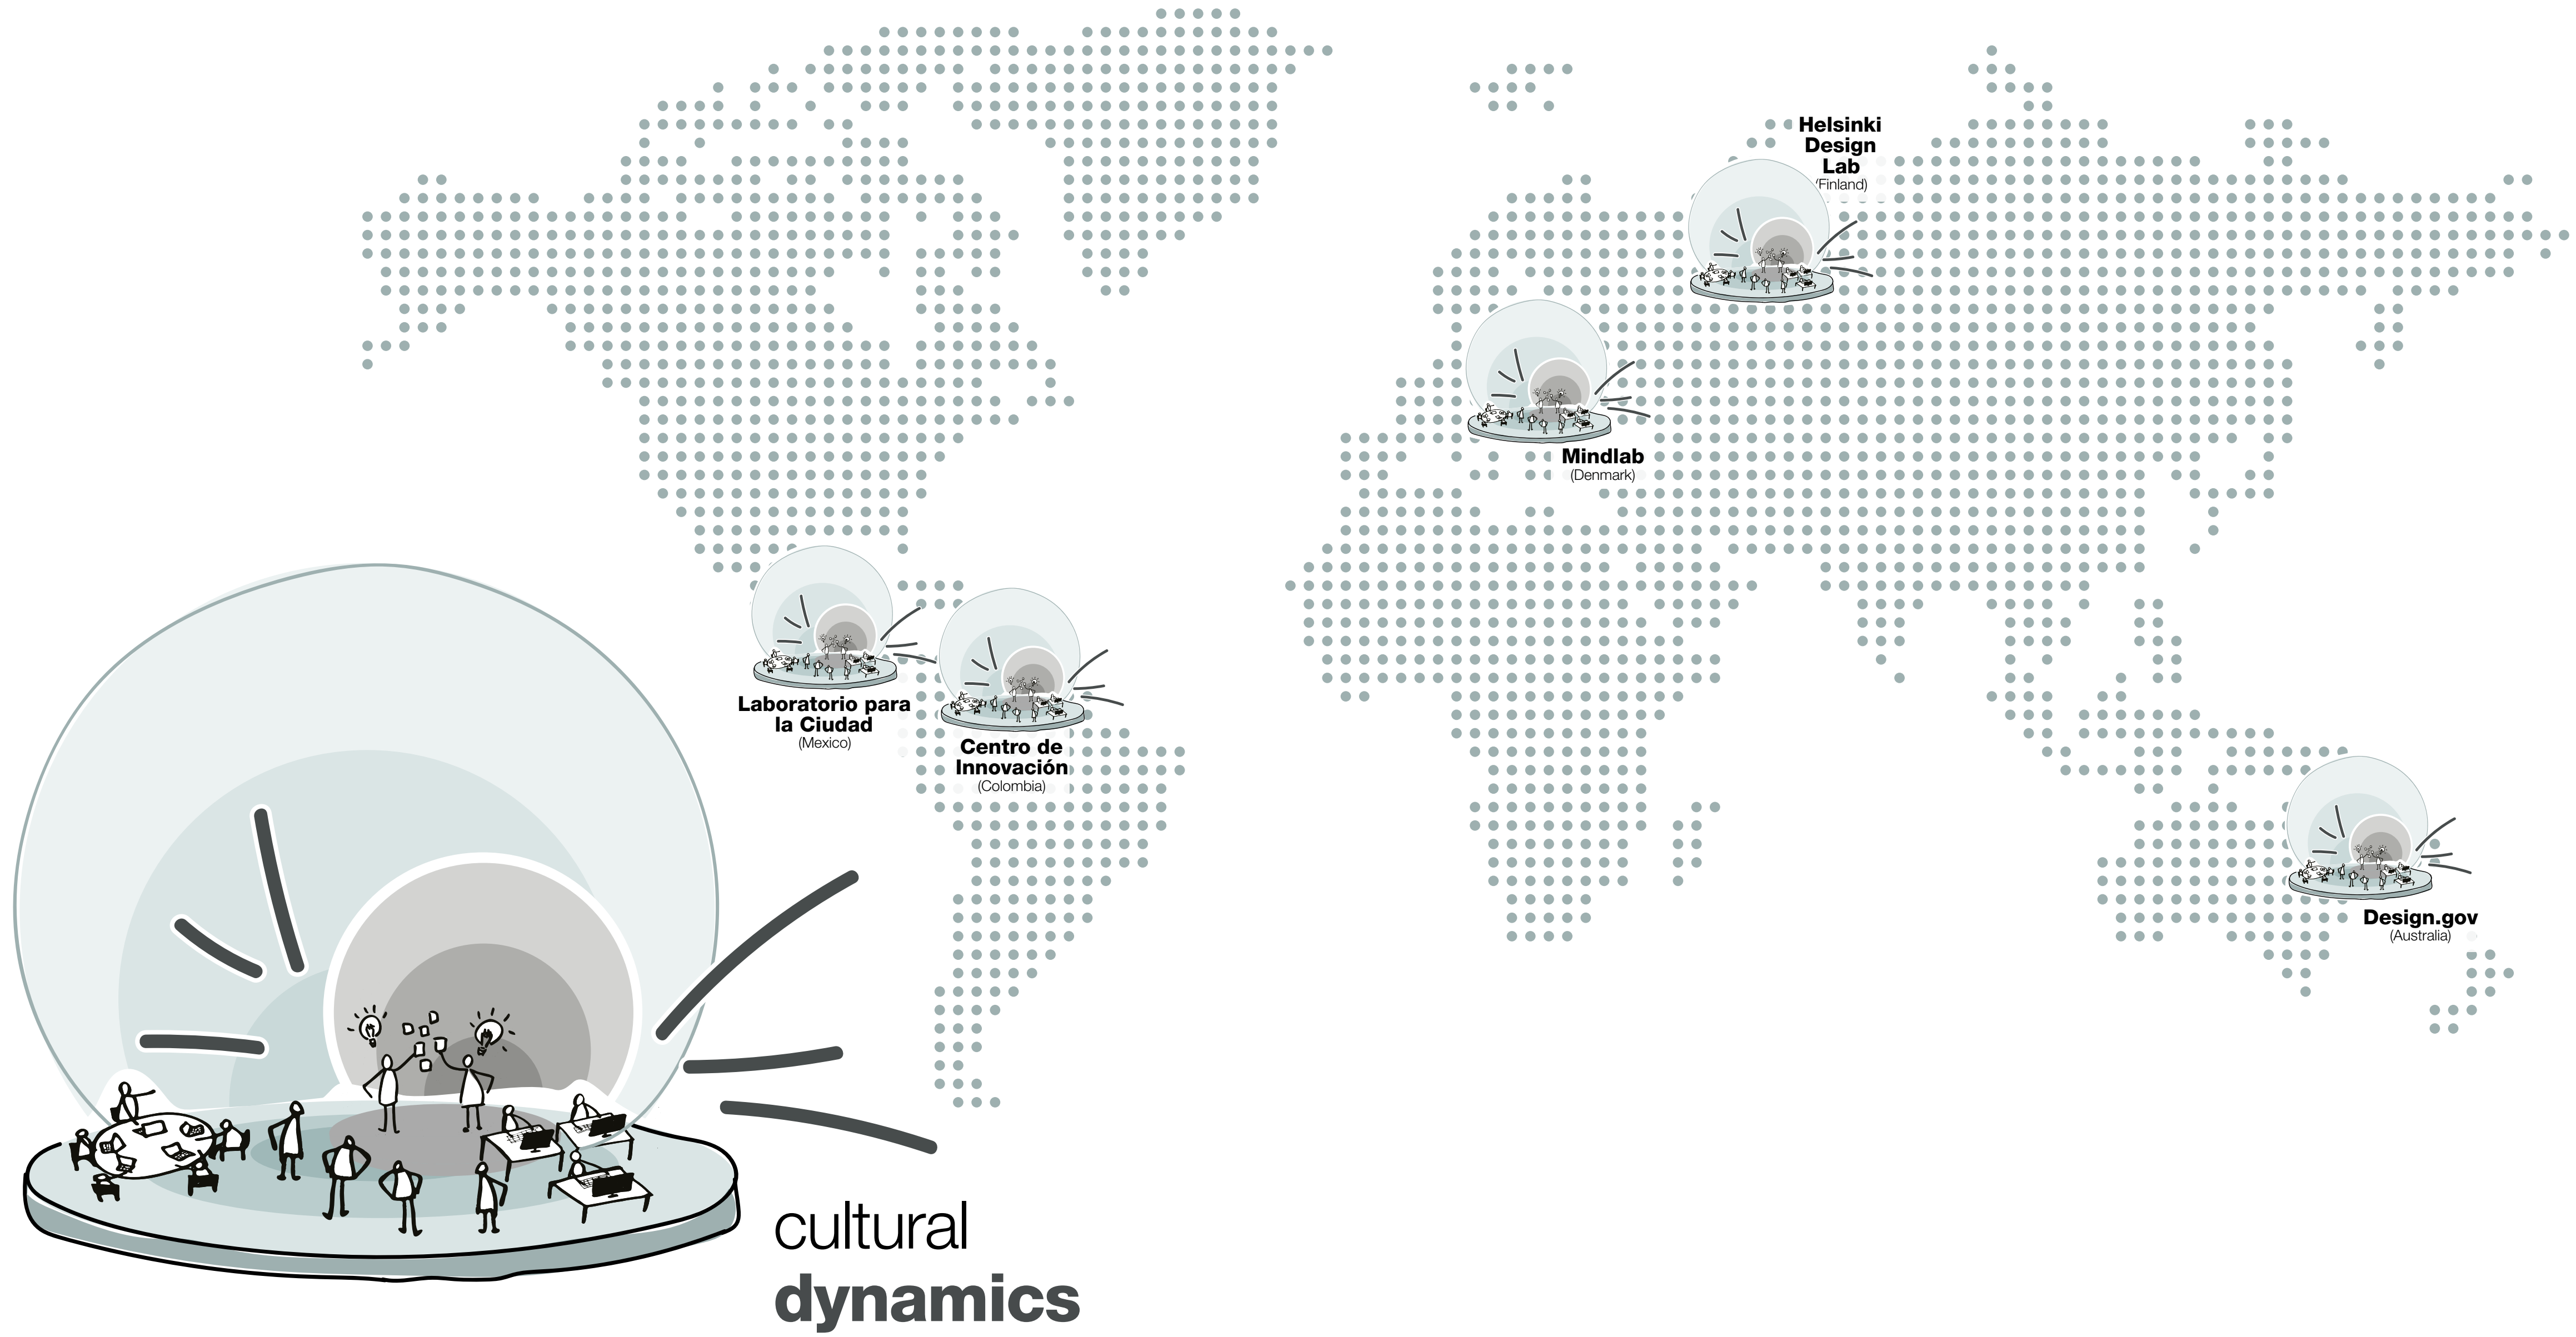 Helsinki
Design
Lab
(Finland)
Mindlab
(Denmark)
Laboratorio para
la Ciudad
(Mexico)
Centro de
Innovación
(Colombia)
Design.gov
(Australia)
cultural
dynamics